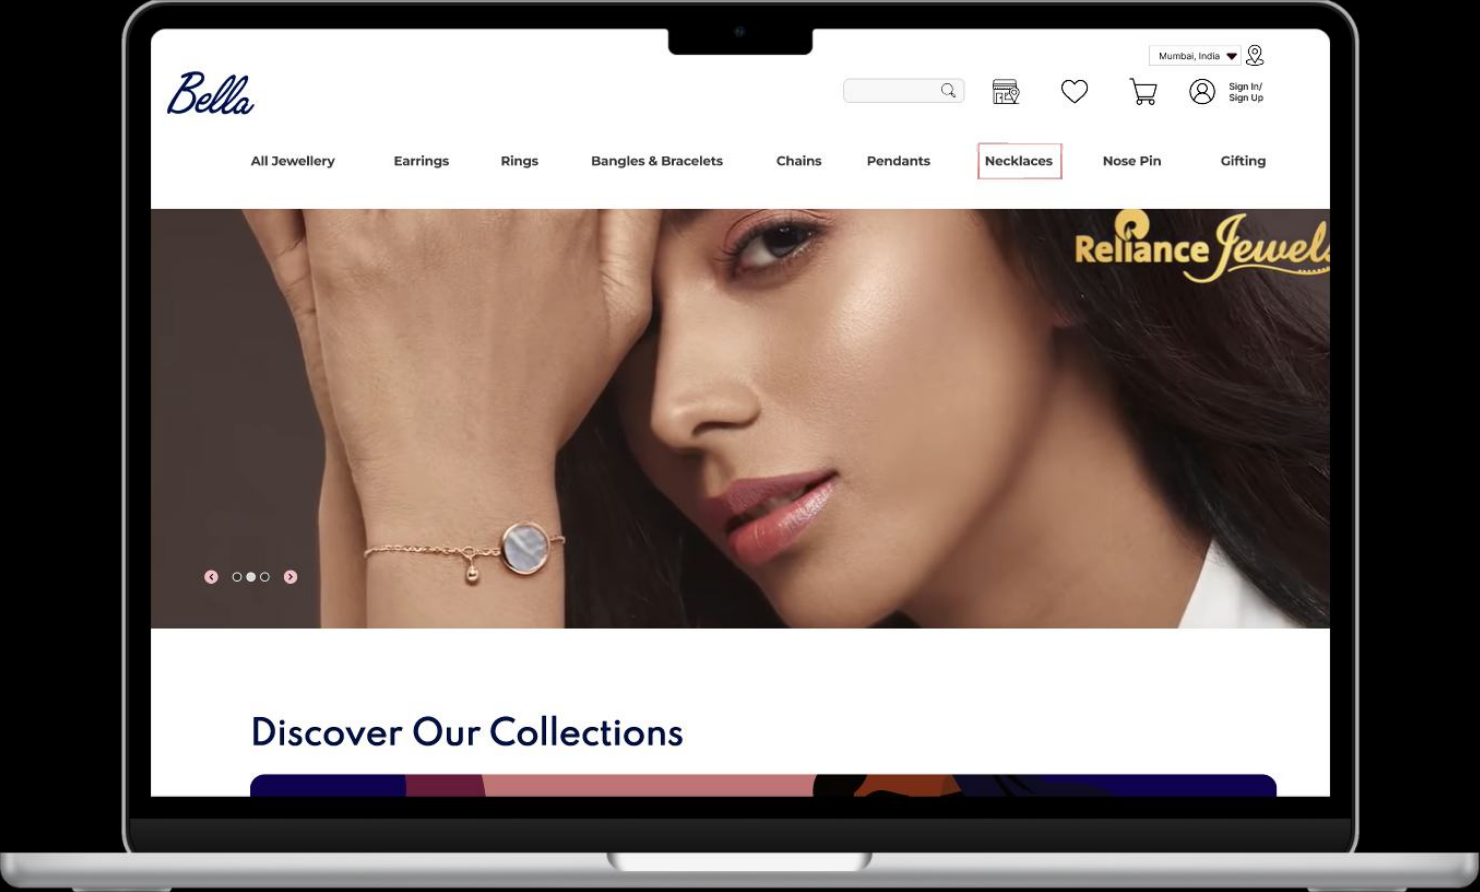 Mumbai, India
Bella
Sign In/
Sign Up
All Jewellery Earrings Rings Bangles & Bracelets Chains Pendants Necklaces Nose Pin Gifting
Reliance Jewels
Discover Our Collections